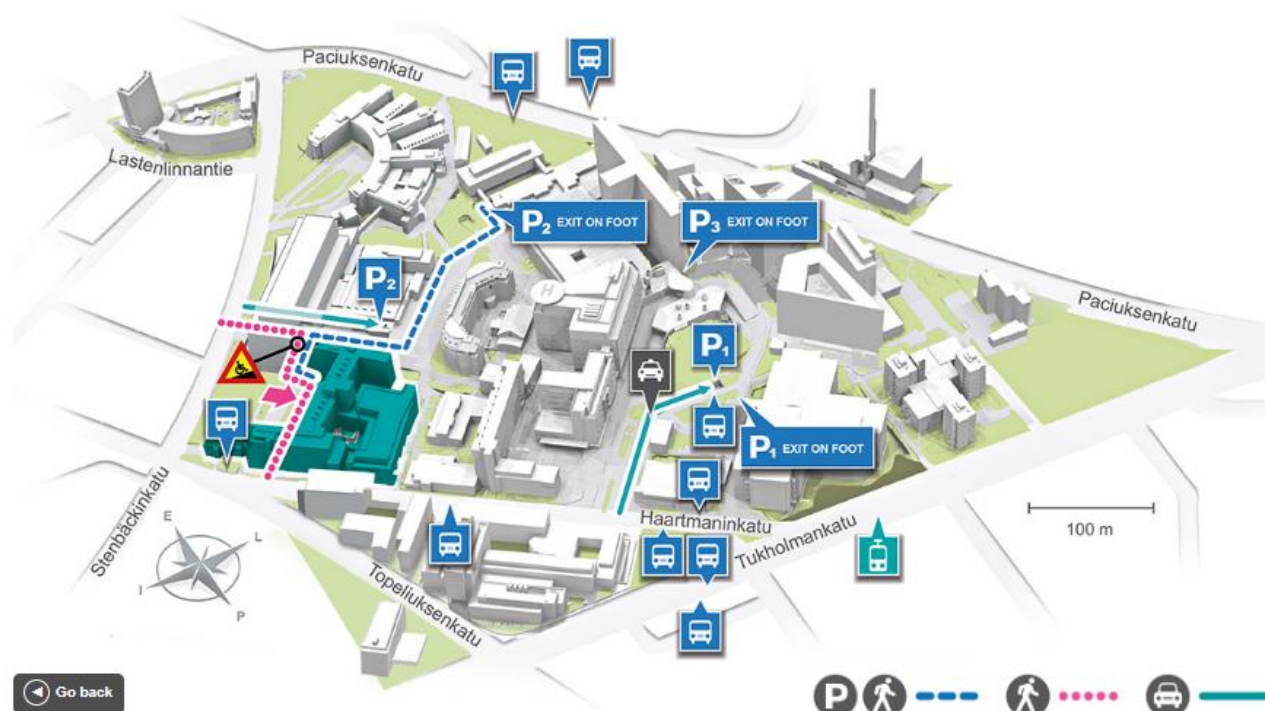 Paciuksenkatu
Lastenlinnantie
P2 EXIT ON FOOT
P3 EXIT ON FOOT
P2
H
Paciuksenkatu
P1
P1 EXIT ON FOOT
Stenbäckinkatu
Haartmaninkatu
Tukholmankatu
100 m
E
L
I
P
Topeliuksenkatu
Go back
P